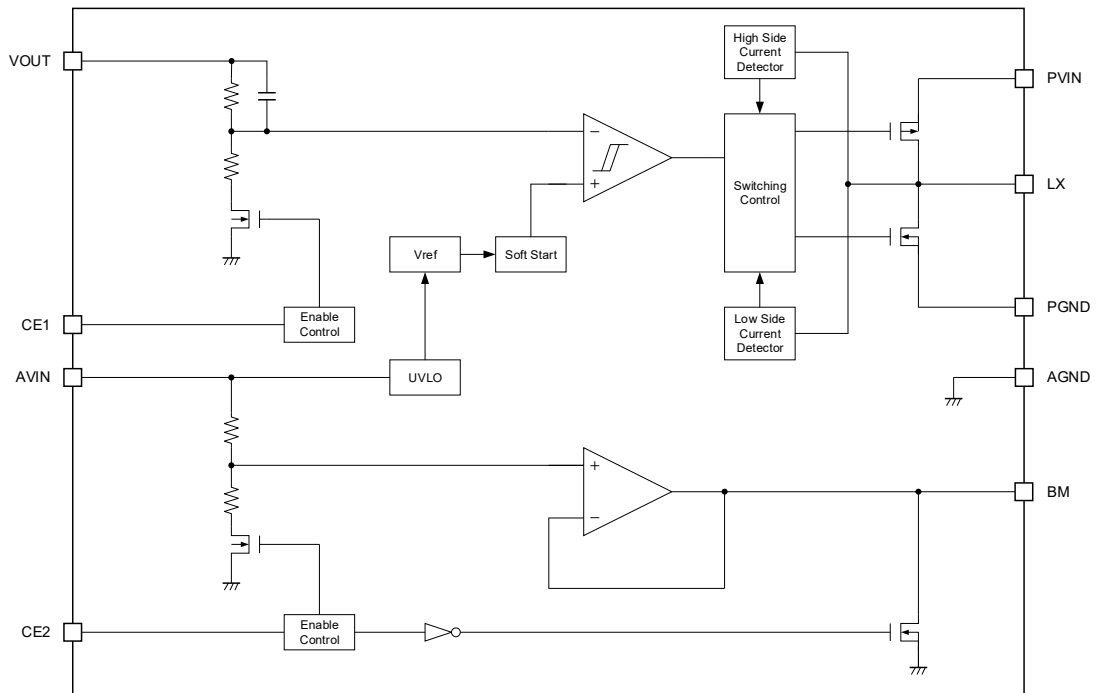 High Side
Current
Detector
VOUT
PVIN
−
+
Switching
Control
LX
Vref
Soft Start
PGND
CE1
Enable
Control
Low Side
Current
Detector
AVIN
UVLO
AGND
+
−
BM
CE2
Enable
Control